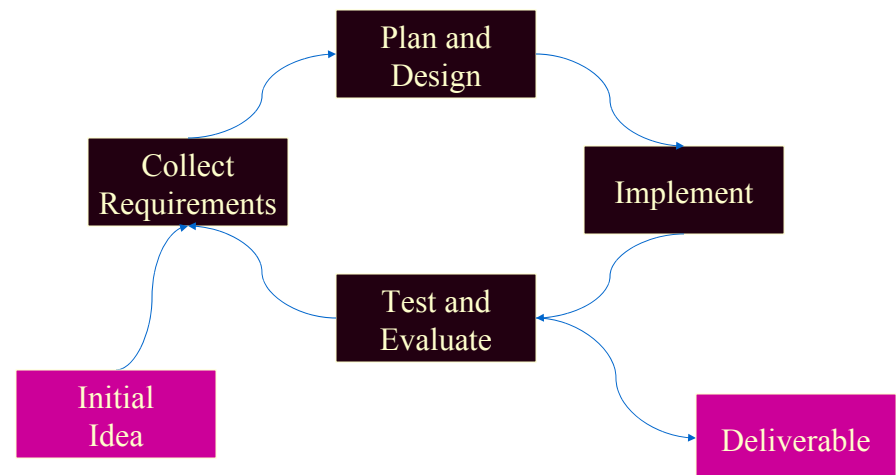 Plan and
Design
Collect
Requirements
Implement
Test and
Evaluate
Initial
Idea
Deliverable